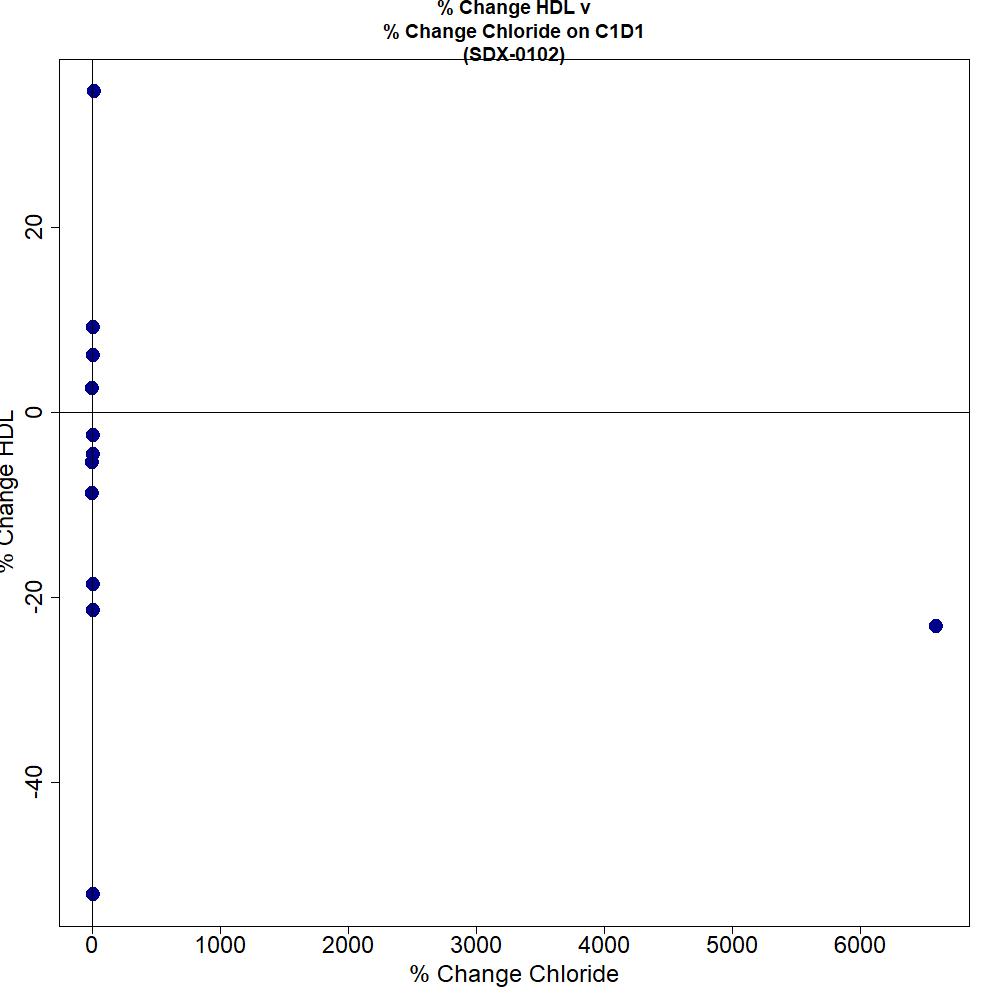 % Change HDL v
% Change Chloride on C1D1
(SDX-0102)
% Change HDL
20
0
-20
-40
0
1000
2000
3000
4000
5000
6000
% Change Chloride